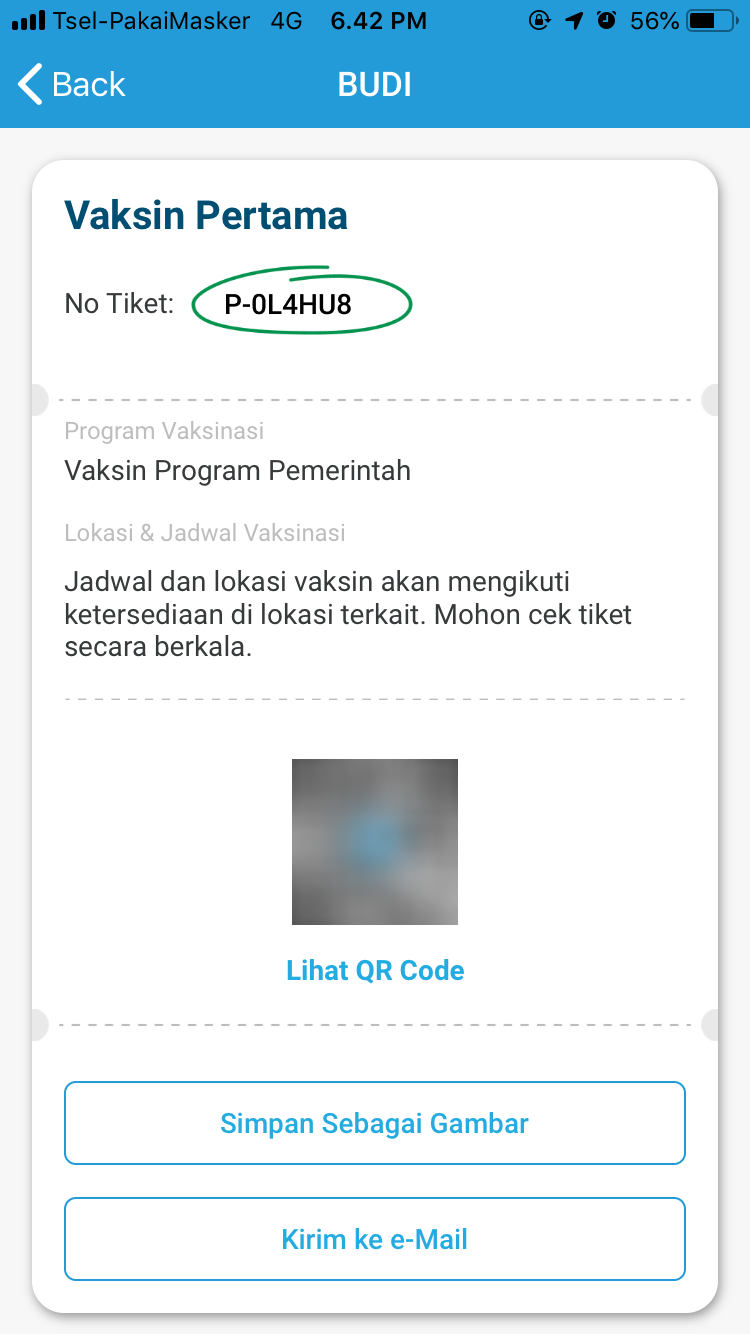 Tsel-PakaiMasker 4G 6.42 PM 56%
Back BUDI
Vaksin Pertama
No Tiket: P-0L4HU8
Program Vaksinasi
Vaksin Program Pemerintah
Lokasi & Jadwal Vaksinasi
Jadwal dan lokasi vaksin akan mengikuti
ketersediaan di lokasi terkait. Mohon cek tiket
secara berkala.
Lihat QR Code
Simpan Sebagai Gambar
Kirim ke e-Mail